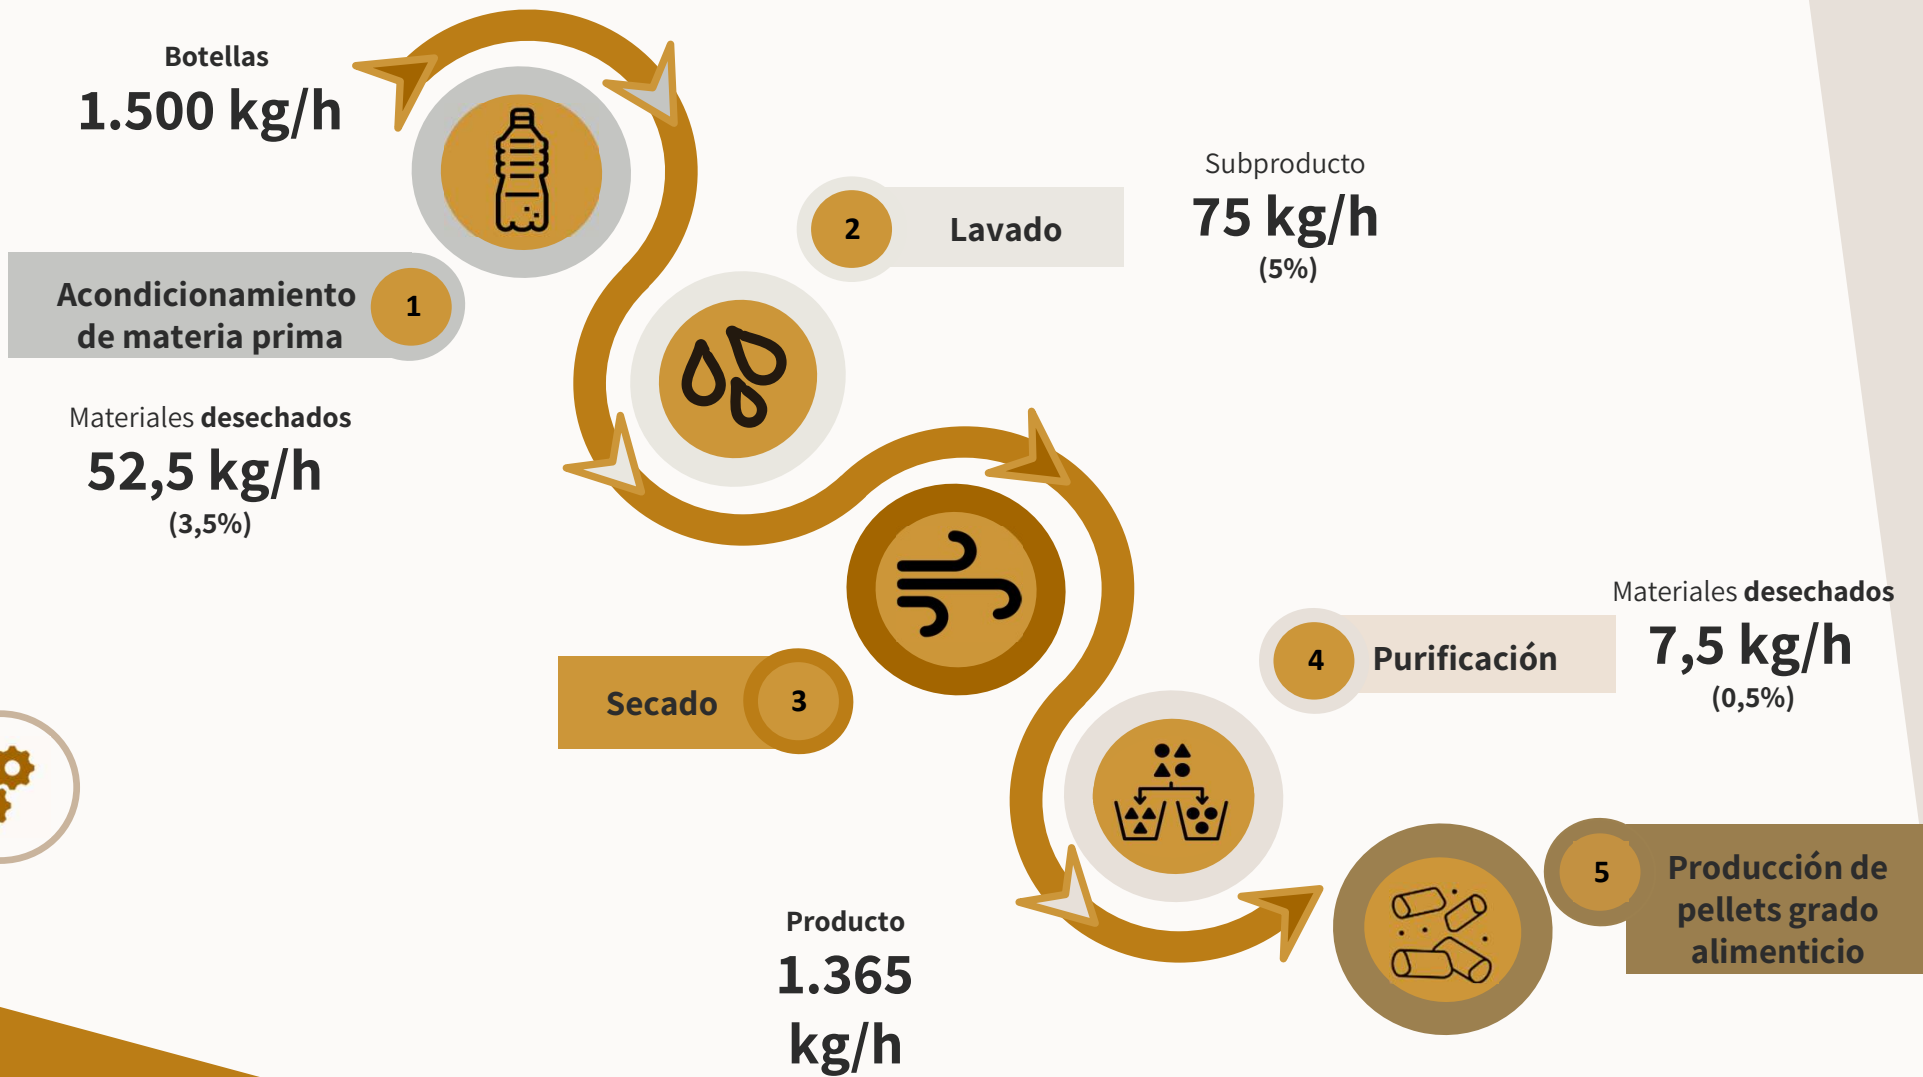 Botellas
1.500 kg/h
1
Acondicionamiento
de materia prima
Materiales desechados
52,5 kg/h
(3,5%)
2
Lavado
Subproducto
75 kg/h
(5%)
Secado
3
4
Purificación
Materiales desechados
7,5 kg/h
(0,5%)
5
Producción de
pellets grado
alimenticio
Producto
1.365
kg/h